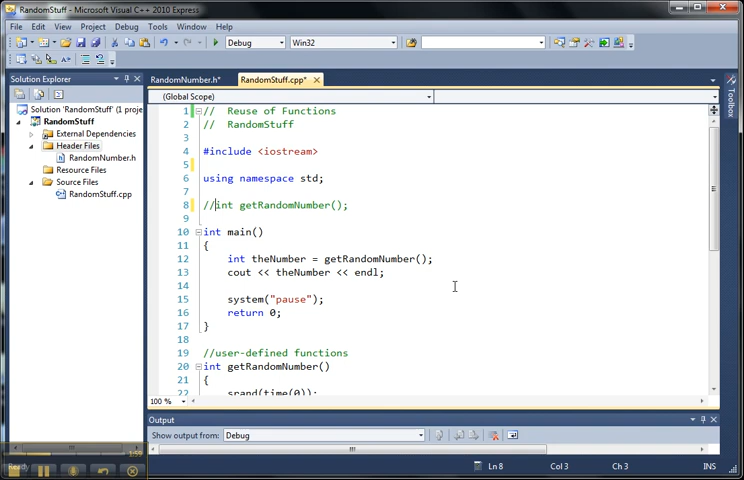 RandomStuff - Microsoft Visual C++ 2010 Express
File Edit View Project Debug Tools Window Help
Debug Win32
Solution Explorer
Solution 'RandomStuff' (1 proje
RandomStuff
External Dependencies
Header Files
RandomNumber.h
Resource Files
Source Files
RandomStuff.cpp
RandomNumber.h* RandomStuff.cpp*
(Global Scope)
1 // Reuse of Functions
2 // RandomStuff
3
4 #include <iostream>
5
6 using namespace std;
7
8 //int getRandomNumber();
9
10 int main()
11 {
12 int theNumber = getRandomNumber();
13 cout << theNumber << endl;
14
15 system("pause");
16 return 0;
17 }
18
19 //user-defined functions
20 int getRandomNumber()
21 {
22 srand(time(0));
100 %
Toolbox
Output
Show output from: Debug
1:59
Ready Ln 8 Col 3 Ch 3 INS